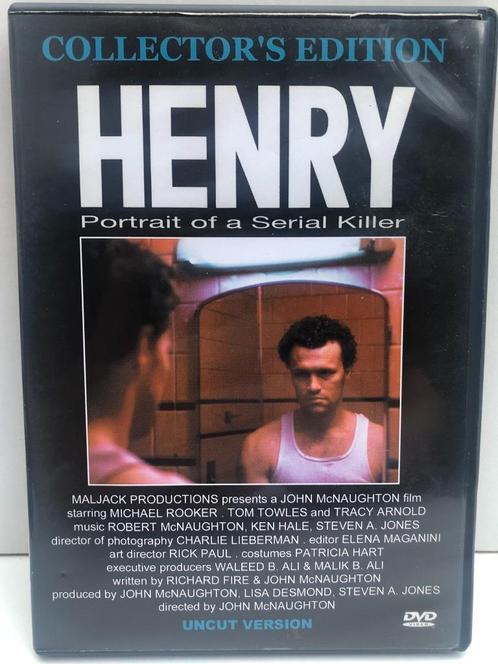 COLLECTOR'S EDITION
HENRY
Portrait of a Serial Killer
MALJACK PRODUCTIONS presents a JOHN McNAUGHTON film
starring MICHAEL ROOKER . TOM TOWLES and TRACY ARNOLD
music ROBERT McNAUGHTON, KEN HALE, STEVEN A. JONES
director of photography CHARLIE LIEBERMAN . editor ELENA MAGANINI
art director RICK PAUL . costumes PATRICIA HART
executive producers WALEED B. ALI & MALIK B. ALI
written by RICHARD FIRE & JOHN McNAUGHTON
produced by JOHN McNAUGHTON, LISA DESMOND, STEVEN A. JONES
directed by JOHN McNAUGHTON
UNCUT VERSION
DVD
VIDEO